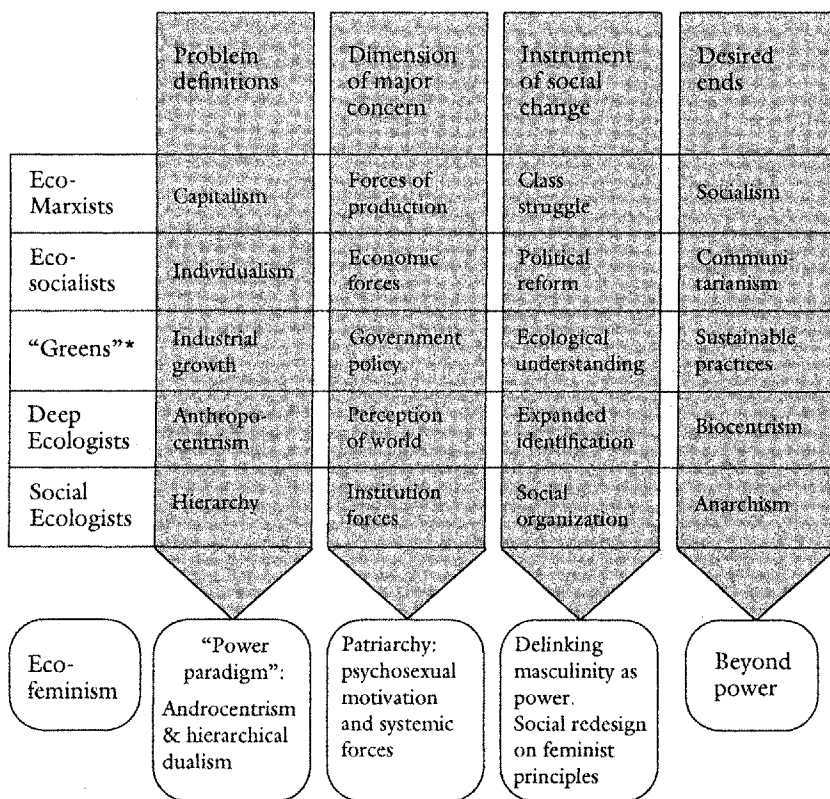 Problem
definitions
Dimension
of major
concern
Instrument
of social
change
Desired
ends
Eco-
Marxists
Capitalism
Forces of
production
Class
struggle
Socialism
Eco-
socialists
Individualism
Economic
forces
Political
reform
Communi-
tarianism
"Greens"*
Industrial
growth
Government
policy
Ecological
understanding
Sustainable
practices
Deep
Ecologists
Anthropo-
centrism
Perception
of world
Expanded
identification
Biocentrism
Social
Ecologists
Hierarchy
Institution
forces
Social
organization
Anarchism
Eco-
feminism
"Power
paradigm":
Androcentrism
& hierarchical
dualism
Patriarchy:
psychosexual
motivation
and systemic
forces
Delinking
masculinity as
power.
Social redesign
on feminist
principles
Beyond
power